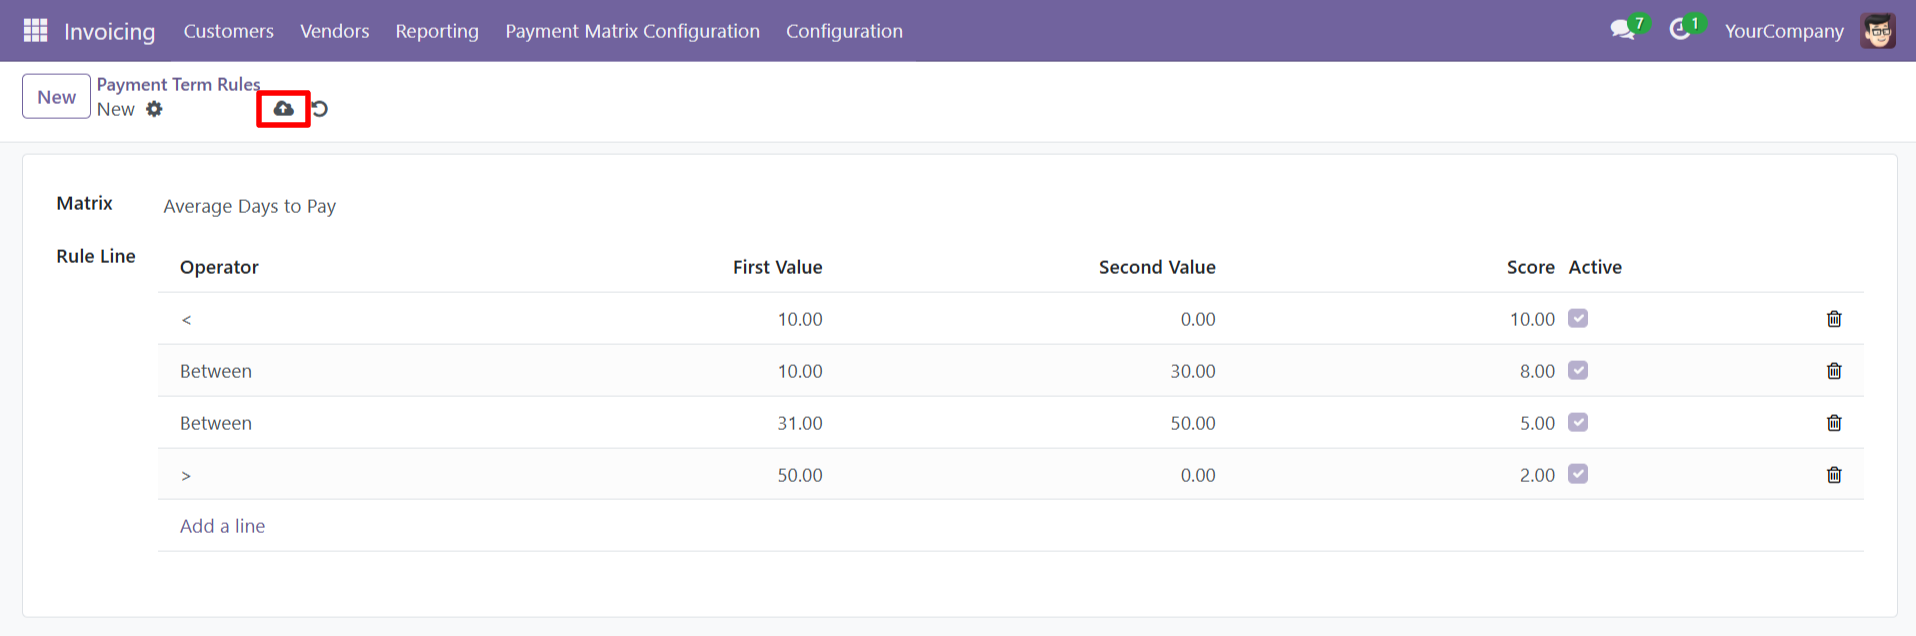 Invoicing Customers Vendors Reporting Payment Matrix Configuration Configuration 7 1 YourCompany
New Payment Term Rules
New
Matrix Average Days to Pay
Rule Line
Operator First Value Second Value Score Active
< 10.00 0.00 10.00
Between 10.00 30.00 8.00
Between 31.00 50.00 5.00
> 50.00 0.00 2.00
Add a line